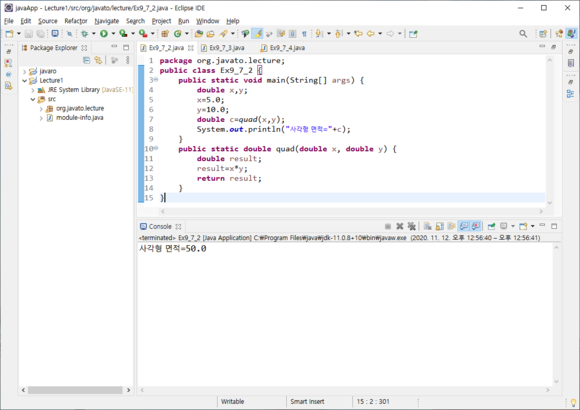 javaApp - Lecture1/src/org/javato/lecture/Ex9_7_2.java - Eclipse IDE
File Edit Source Refactor Navigate Search Project Run Window Help
Package Explorer
Ex9_7_2.java Ex9_7_3.java Ex9_7_4.java
javaro
Lecture1
JRE System Library [JavaSE-11]
src
org.javato.lecture
module-info.java
1 package org.javato.lecture;
2 public class Ex9_7_2 {
3 public static void main(String[] args) {
4 double x,y;
5 x=5.0;
6 y=10.0;
7 double c=quad(x,y);
8 System.out.println("사각형 면적="+c);
9 }
10 public static double quad(double x, double y) {
11 double result;
12 result=x*y;
13 return result;
14 }
15 }
Console
<terminated> Ex9_7_2 [Java Application] C:₩Program Files₩java₩jdk-11.0.8+10₩bin₩javaw.exe (2020. 11. 12. 오후 12:56:40 – 오후 12:56:41)
사각형 면적=50.0
Writable Smart Insert 15 : 2 : 301